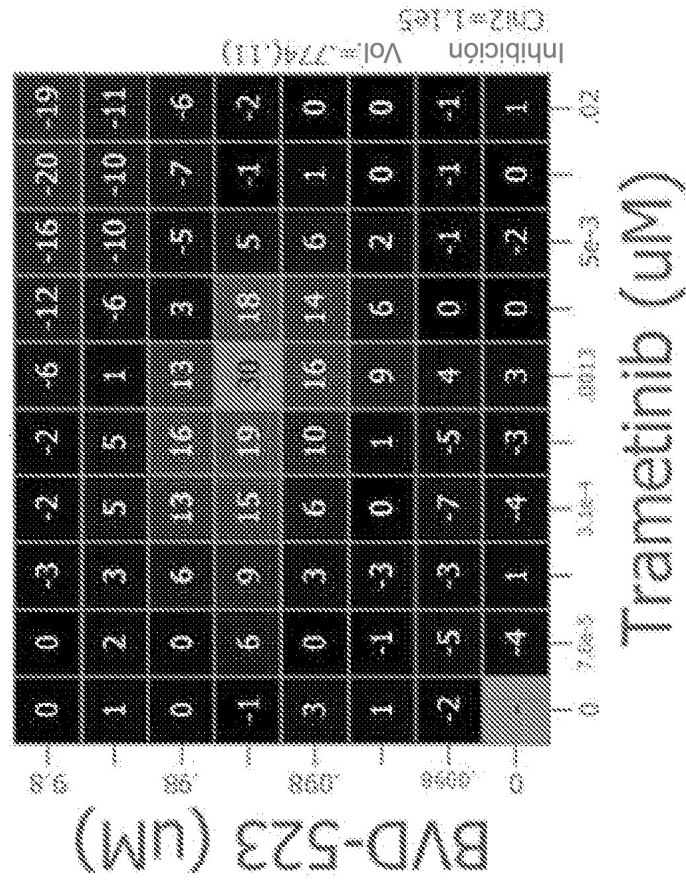 Inhibición
Chi2=1.1e5
Vol.=.774(.11)
BVD-523 (uM)
9.8 0 0 -3 -2 -2 -6 -12 -16 -20 -19
1 2 3 5 5 1 -6 -10 -10 -11
.98 0 0 6 13 16 13 3 -5 -7 -6
-1 6 9 15 19 30 18 5 -1 -2
.098 3 0 3 6 10 16 14 6 1 0
1 -1 -3 0 1 9 6 2 0 0
.0098 -2 -5 -3 -7 -5 4 0 -1 -1 -1
0 -4 1 -4 -3 3 0 -2 0 1
0 7.8e-5 3.1e-4 .0013 5e-3 .02
Trametinib (uM)